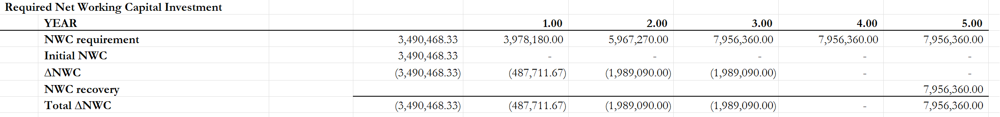 Required Net Working Capital Investment
YEAR 1.00 2.00 3.00 4.00 5.00
NWC requirement 3,490,468.33 3,978,180.00 5,967,270.00 7,956,360.00 7,956,360.00 7,956,360.00
Initial NWC 3,490,468.33 - - - - -
ΔNWC (3,490,468.33) (487,711.67) (1,989,090.00) (1,989,090.00) - -
NWC recovery 7,956,360.00
Total ΔNWC (3,490,468.33) (487,711.67) (1,989,090.00) (1,989,090.00) - 7,956,360.00